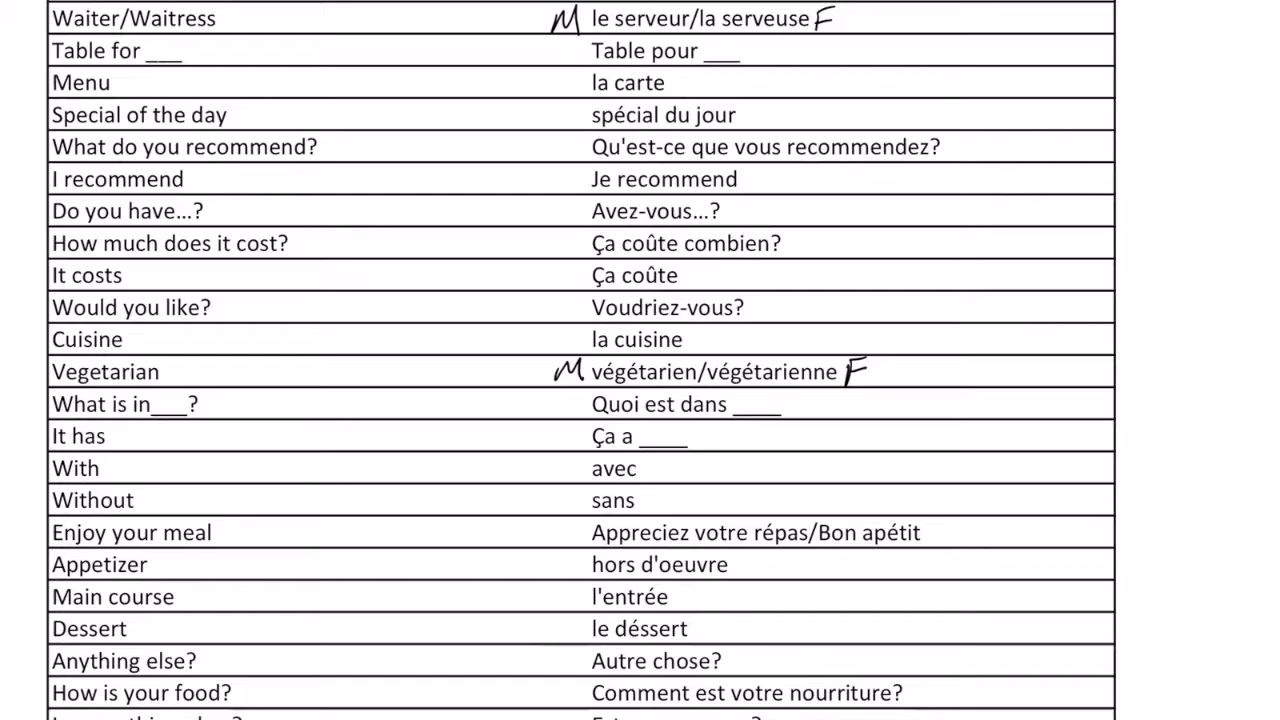 Waiter/Waitress M le serveur/la serveuse F
Table for ___ Table pour ___
Menu la carte
Special of the day spécial du jour
What do you recommend? Qu'est-ce que vous recommendez?
I recommend Je recommend
Do you have...? Avez-vous...?
How much does it cost? Ça coûte combien?
It costs Ça coûte
Would you like? Voudriez-vous?
Cuisine la cuisine
Vegetarian M végétarien/végétarienne F
What is in___? Quoi est dans ____
It has Ça a ____
With avec
Without sans
Enjoy your meal Appreciez votre répas/Bon apétit
Appetizer hors d'oeuvre
Main course l'entrée
Dessert le déssert
Anything else? Autre chose?
How is your food? Comment est votre nourriture?